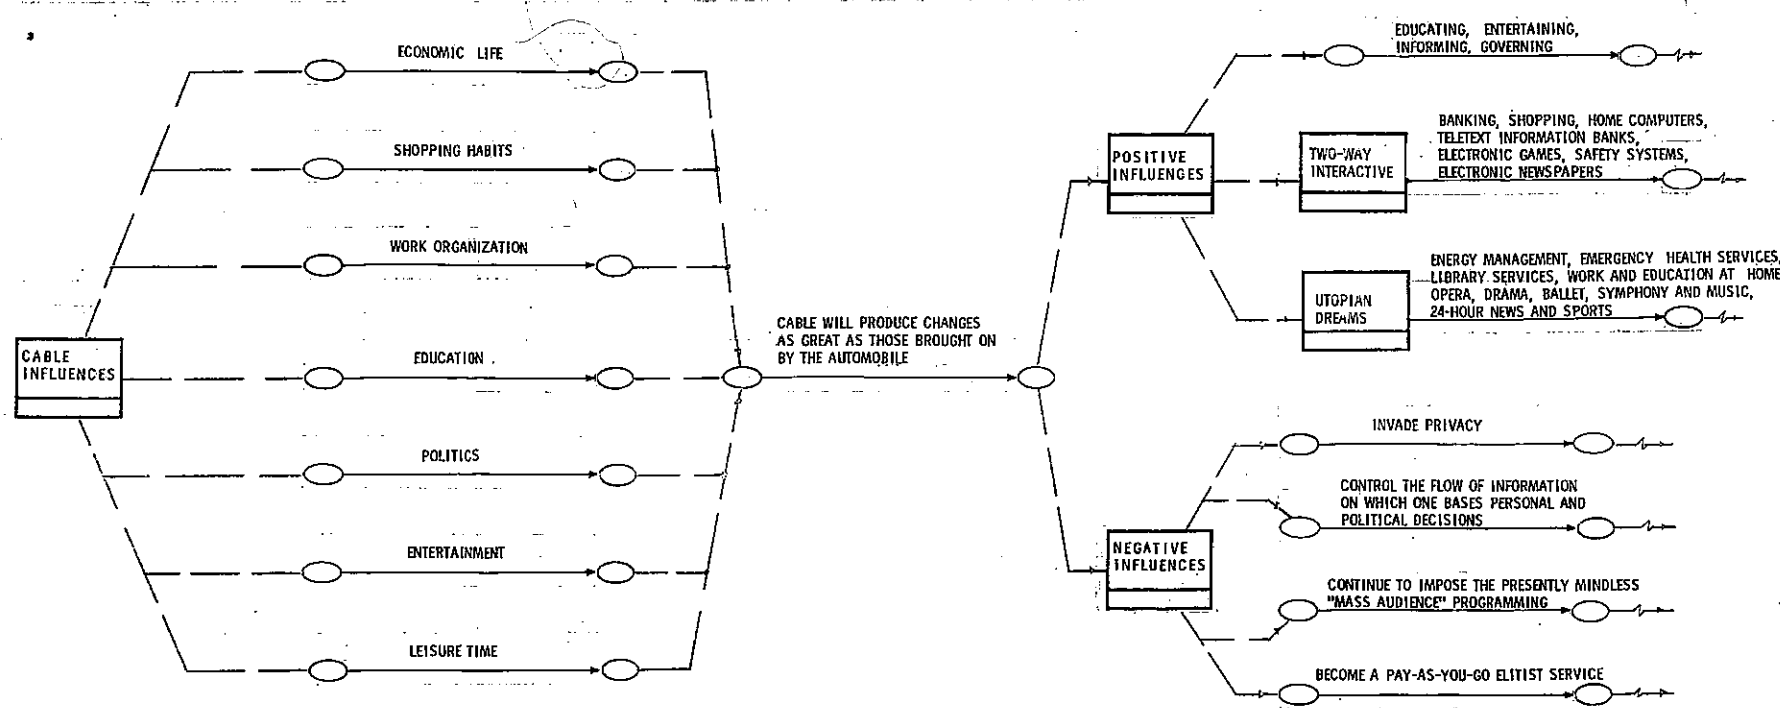 ECONOMIC LIFE
SHOPPING HABITS
WORK ORGANIZATION
CABLE
INFLUENCES
EDUCATION
POLITICS
ENTERTAINMENT
LEISURE TIME
CABLE WILL PRODUCE CHANGES
AS GREAT AS THOSE BROUGHT ON
BY THE AUTOMOBILE
POSITIVE
INFLUENCES
EDUCATING, ENTERTAINING,
INFORMING, GOVERNING
TWO-WAY
INTERACTIVE
BANKING, SHOPPING, HOME COMPUTERS,
TELETEXT INFORMATION BANKS,
ELECTRONIC GAMES, SAFETY SYSTEMS,
ELECTRONIC NEWSPAPERS
UTOPIAN
DREAMS
ENERGY MANAGEMENT, EMERGENCY HEALTH SERVICES,
LIBRARY SERVICES, WORK AND EDUCATION AT HOME
OPERA, DRAMA, BALLET, SYMPHONY AND MUSIC,
24-HOUR NEWS AND SPORTS
NEGATIVE
INFLUENCES
INVADE PRIVACY
CONTROL THE FLOW OF INFORMATION
ON WHICH ONE BASES PERSONAL AND
POLITICAL DECISIONS
CONTINUE TO IMPOSE THE PRESENTLY MINDLESS
"MASS AUDIENCE" PROGRAMMING
BECOME A PAY-AS-YOU-GO ELITIST SERVICE